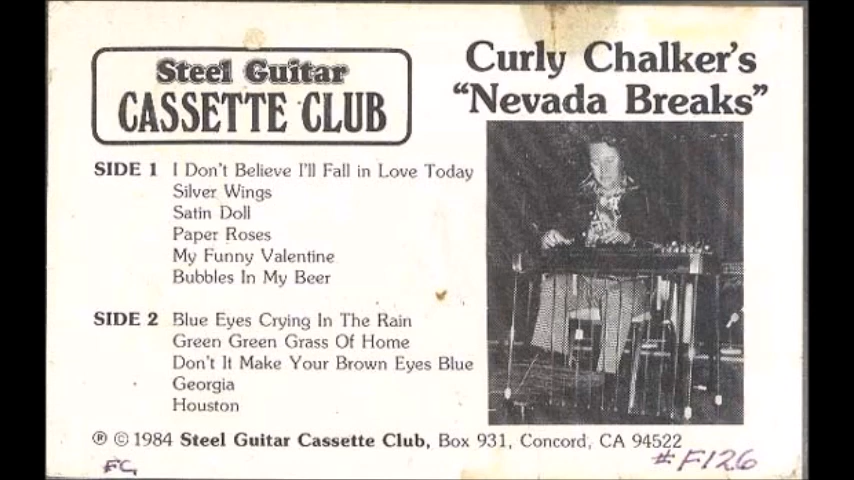 Steel Guitar
CASSETTE CLUB
Curly Chalker's
"Nevada Breaks"
SIDE 1 I Don't Believe I'll Fall in Love Today
Silver Wings
Satin Doll
Paper Roses
My Funny Valentine
Bubbles In My Beer
SIDE 2 Blue Eyes Crying In The Rain
Green Green Grass Of Home
Don't It Make Your Brown Eyes Blue
Georgia
Houston
℗ © 1984 Steel Guitar Cassette Club, Box 931, Concord, CA 94522
FG
#F126